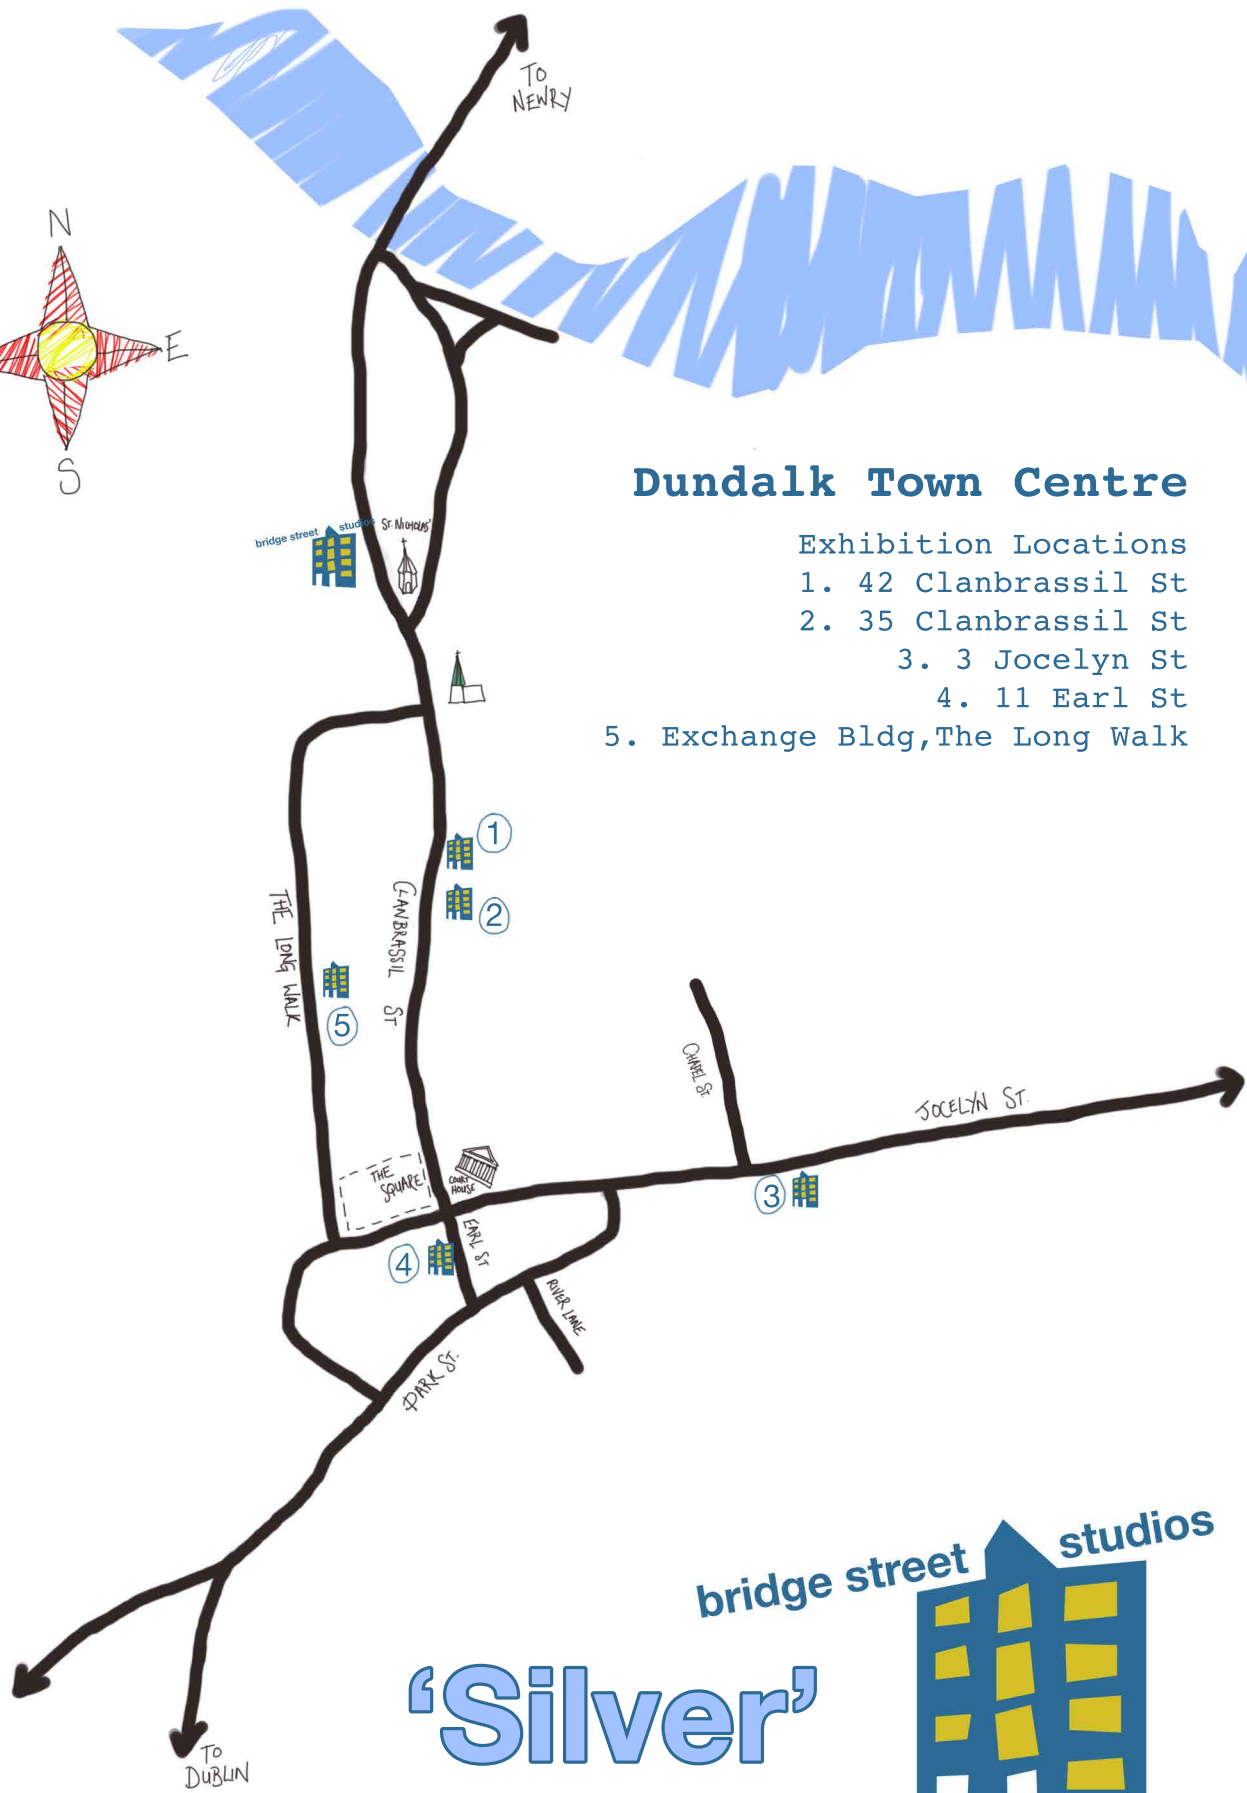 TO
NEWRY
N
E
S
Dundalk Town Centre
Exhibition Locations
1. 42 Clanbrassil St
2. 35 Clanbrassil St
3. 3 Jocelyn St
4. 11 Earl St
5. Exchange Bldg,The Long Walk
bridge street studios
ST. NICHOLAS'
1
2
THE LONG WALK
CLANBRASSIL ST
5
CHAPEL ST.
JOCELYN ST.
THE
SQUARE
COURT
HOUSE
3
EARL ST
4
RIVER LANE
PARK ST.
bridge street studios
'Silver'
TO
DUBLIN